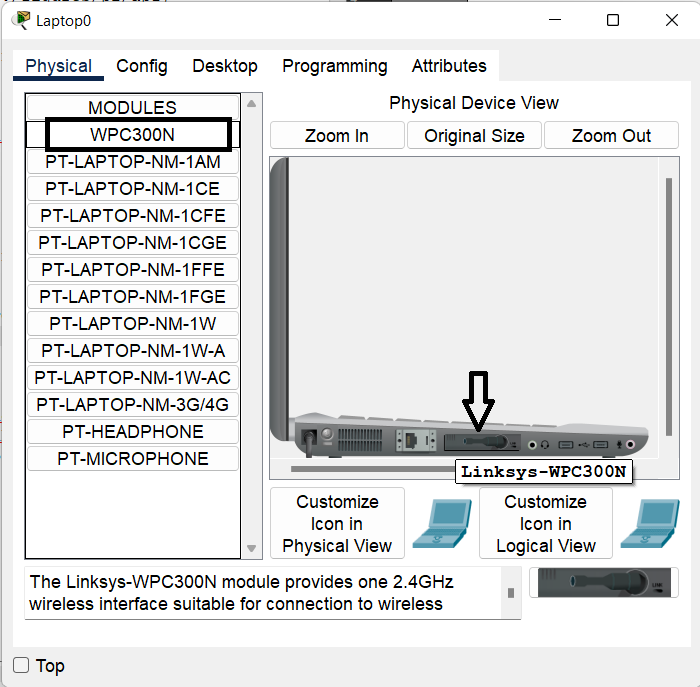 Laptop0
Physical Config Desktop Programming Attributes
MODULES
WPC300N
PT-LAPTOP-NM-1AM
PT-LAPTOP-NM-1CE
PT-LAPTOP-NM-1CFE
PT-LAPTOP-NM-1CGE
PT-LAPTOP-NM-1FFE
PT-LAPTOP-NM-1FGE
PT-LAPTOP-NM-1W
PT-LAPTOP-NM-1W-A
PT-LAPTOP-NM-1W-AC
PT-LAPTOP-NM-3G/4G
PT-HEADPHONE
PT-MICROPHONE
Physical Device View
Zoom In Original Size Zoom Out
Linksys-WPC300N
Customize
Icon in
Physical View
Customize
Icon in
Logical View
The Linksys-WPC300N module provides one 2.4GHz
wireless interface suitable for connection to wireless
Top